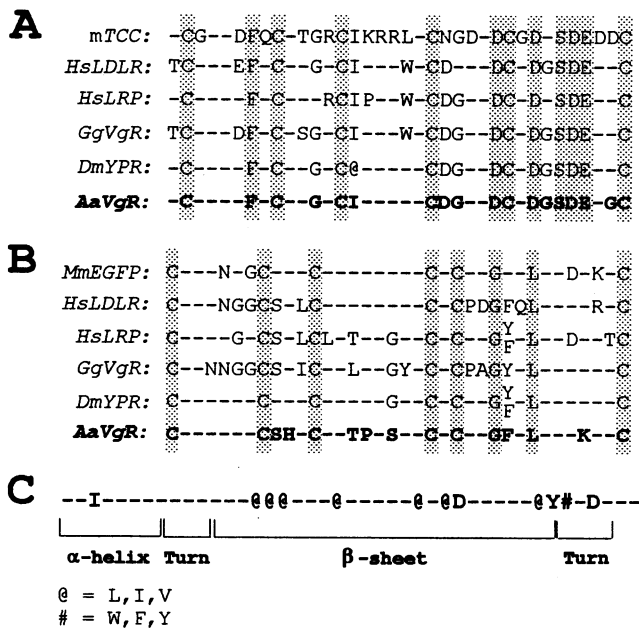 A
mTCC: -CG--DFQC-TGRCIKRRL-CNGD-DCGD-SDEDDC
HsLDLR: TC---EF-C--G-CI---W-CD---DC-DGSDE--C
HsLRP: -C----F-C---RCIP--W-CDG--DC-D-SDE--C
GgVgR: TC---DF-C-SG-CI---W-CDG--DC-DGSDE--C
DmYPR: -C----F-C--G-C@-----CDG--DC-DGSDE--C
AaVgR: -C----F-C--G-CI-----CDG--DC-DGSDE-GC
B
MmEGFP: C---N-GC---C--------C-C--G--L--D-K-C
HsLDLR: C---NGGCS-LC--------C-CPDGFQL----R-C
HsLRP: C----G-C-SLCL-T--G---C-C--GY/F-L--D--TC
GgVgR: C--NNGGCS-IC--L--GY-C-CPAGY-L------C
DmYPR: C------C---C-----G--C-C--GY/F-L------C
AaVgR: C------CSH-C--TP-S--C-C--GF-L---K--C
C
--I-----------@@@---@-----@-@D-----@Y#-D---
α-helix Turn β-sheet Turn
@ = L,I,V
# = W,F,Y